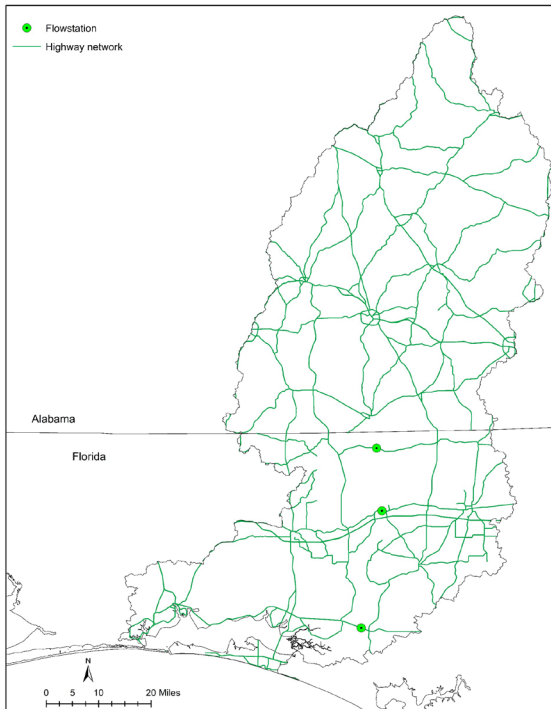 Flowstation
Highway network
Alabama
Florida
N
0 5 10 20 Miles